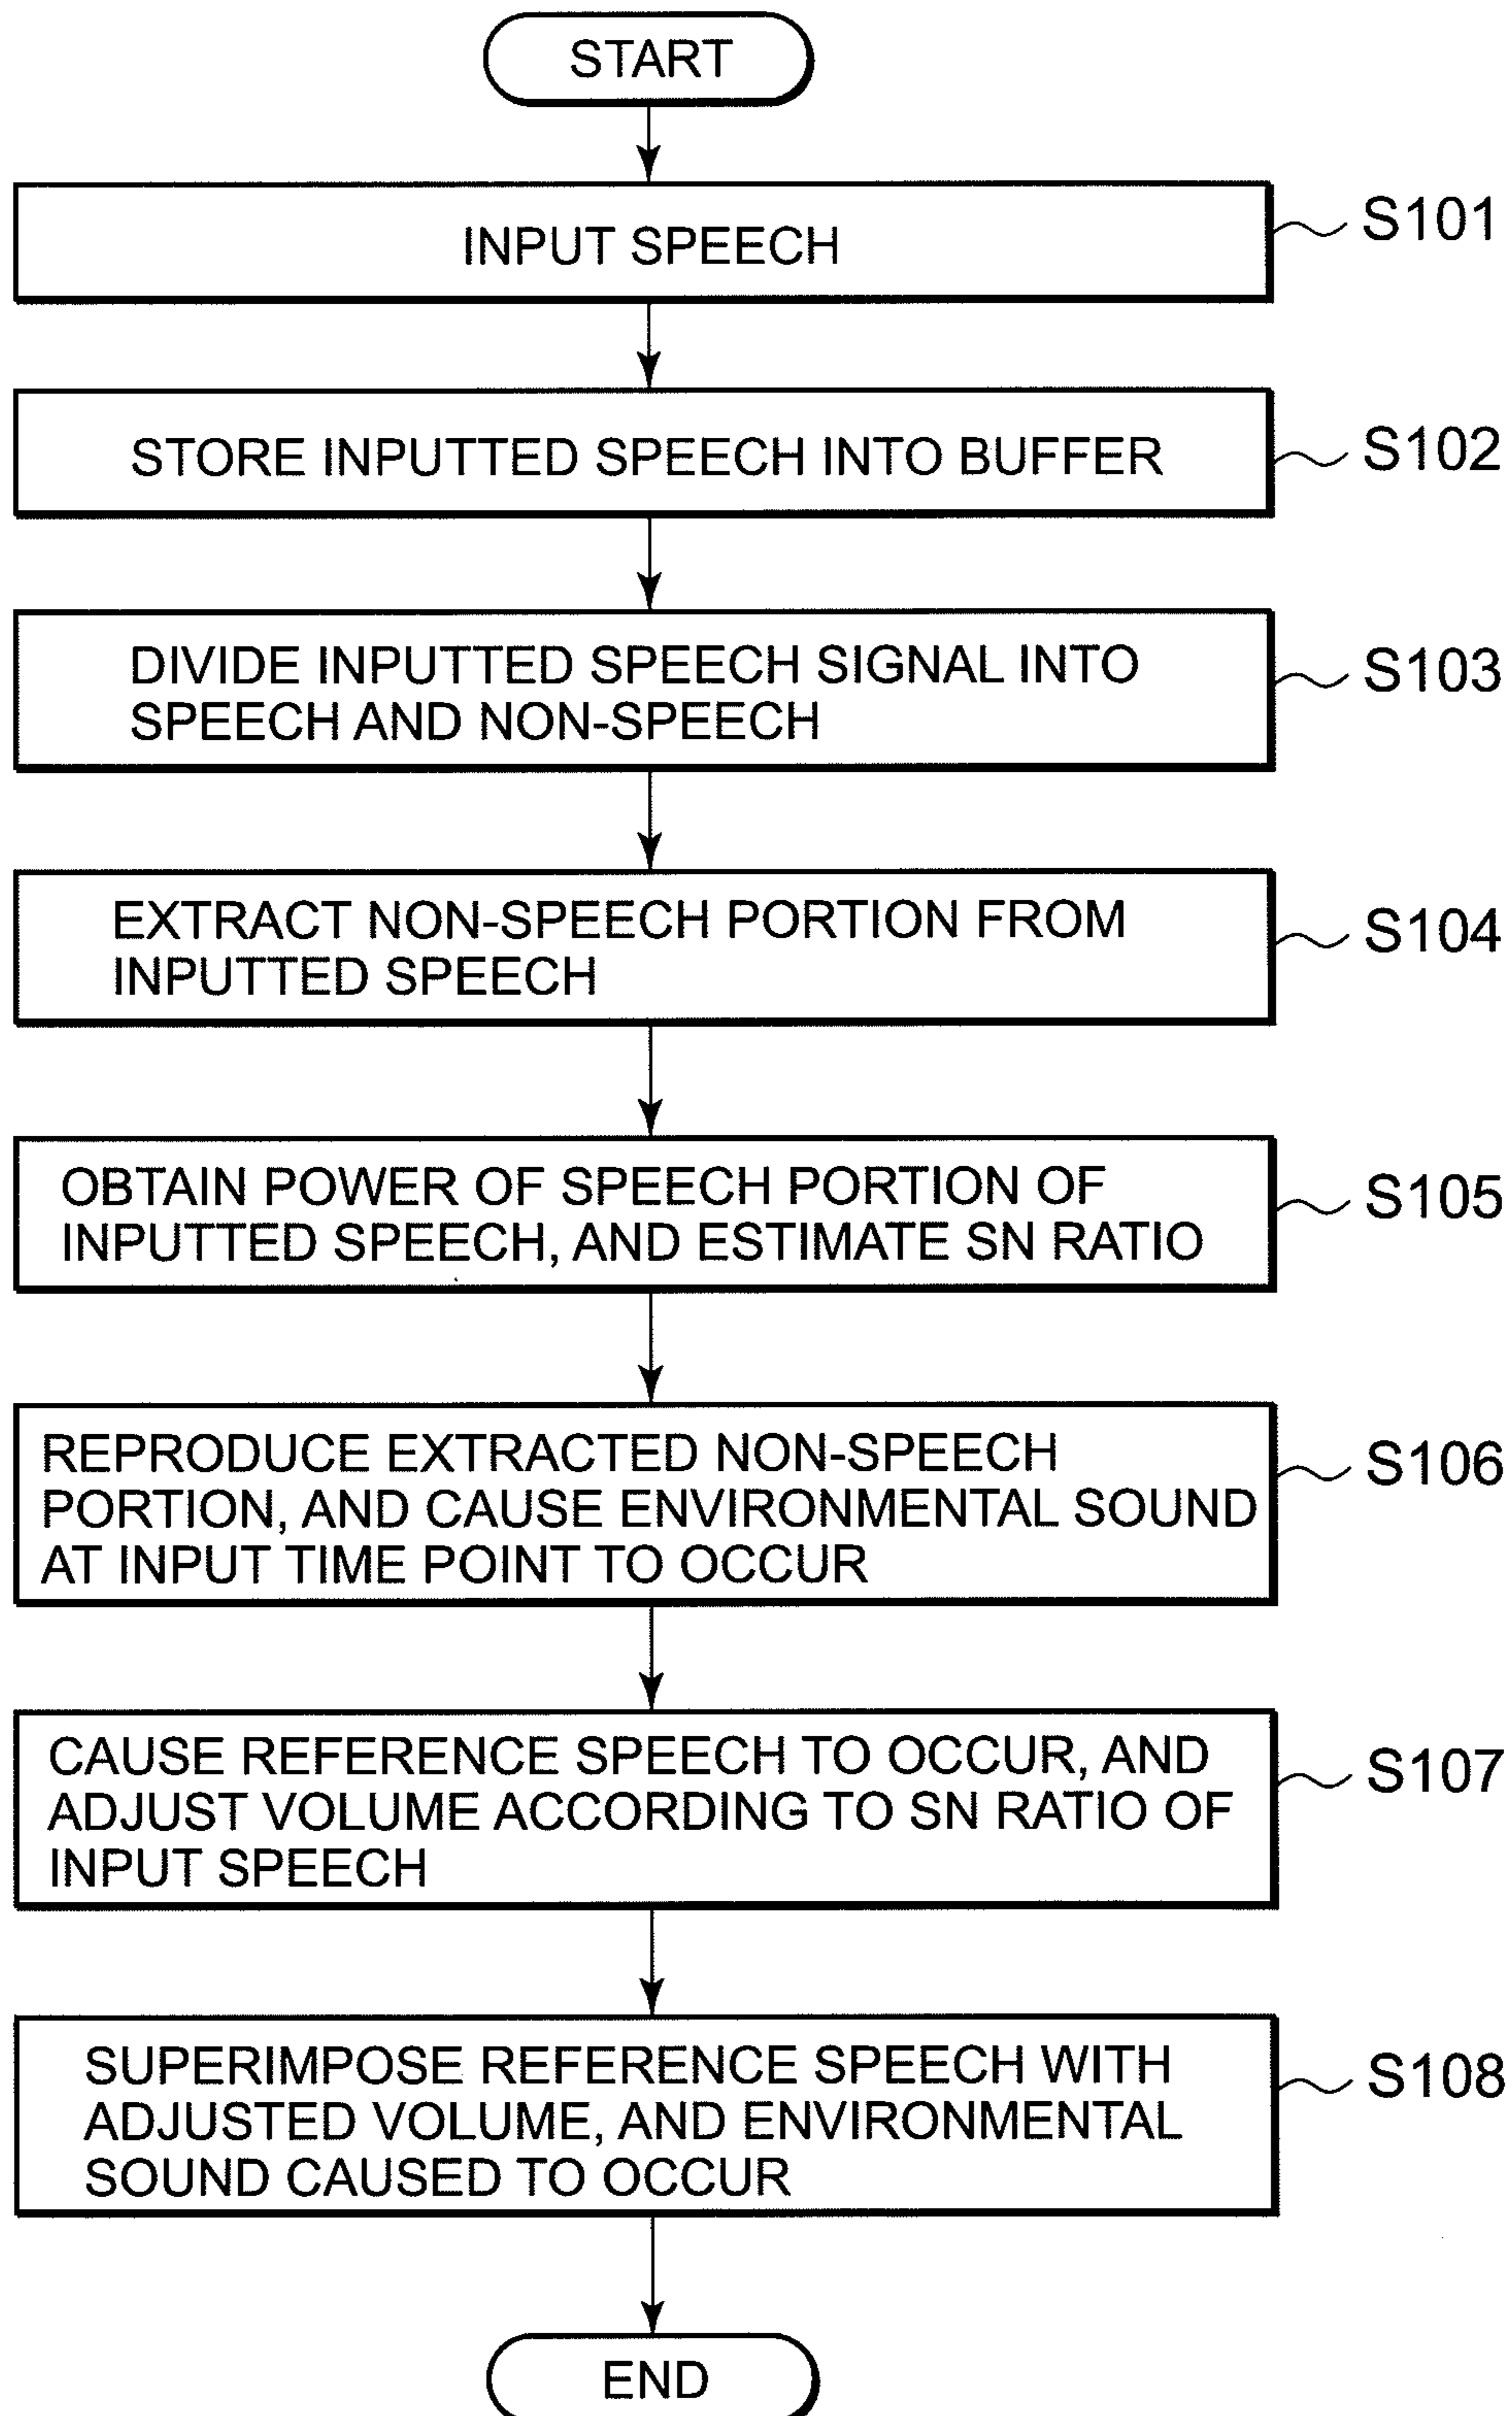 START
INPUT SPEECH
S101
STORE INPUTTED SPEECH INTO BUFFER
S102
DIVIDE INPUTTED SPEECH SIGNAL INTO
SPEECH AND NON-SPEECH
S103
EXTRACT NON-SPEECH PORTION FROM
INPUTTED SPEECH
S104
OBTAIN POWER OF SPEECH PORTION OF
INPUTTED SPEECH, AND ESTIMATE SN RATIO
S105
REPRODUCE EXTRACTED NON-SPEECH
PORTION, AND CAUSE ENVIRONMENTAL SOUND
AT INPUT TIME POINT TO OCCUR
S106
CAUSE REFERENCE SPEECH TO OCCUR, AND
ADJUST VOLUME ACCORDING TO SN RATIO OF
INPUT SPEECH
S107
SUPERIMPOSE REFERENCE SPEECH WITH
ADJUSTED VOLUME, AND ENVIRONMENTAL
SOUND CAUSED TO OCCUR
S108
END